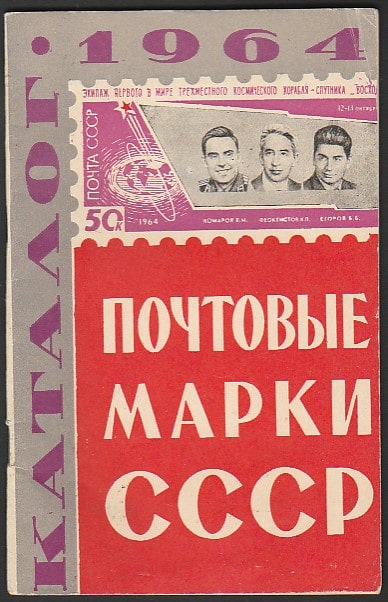 КАТАЛОГ · 1964
ЭКИПАЖ ПЕРВОГО В МИРЕ ТРЕХМЕСТНОГО КОСМИЧЕСКОГО КОРАБЛЯ-СПУТНИКА „ВОСХО
12-13 октября
ПОЧТА СССР
50к
1964
КОМАРОВ В.М. ФЕОКТИСТОВ К.П. ЕГОРОВ Б.Б.
ПОЧТОВЫЕ
МАРКИ
СССР